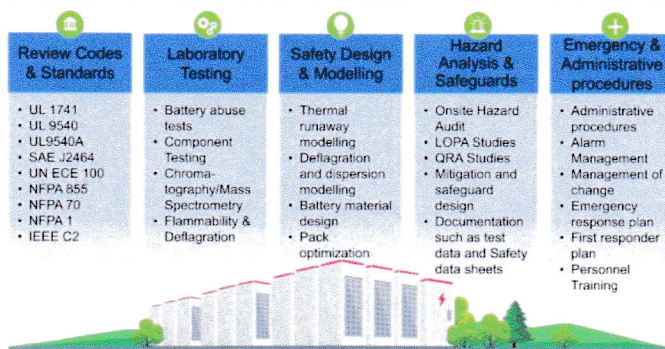 Review Codes
& Standards
• UL 1741
• UL 9540
• UL9540A
• SAE J2464
• UN ECE 100
• NFPA 855
• NFPA 70
• NFPA 1
• IEEE C2
Laboratory
Testing
• Battery abuse
tests
• Component
Testing
• Chroma-
tography/Mass
Spectrometry
• Flammability &
Deflagration
Safety Design
& Modelling
• Thermal
runaway
modelling
• Deflagration
and dispersion
modelling
• Battery material
design
• Pack
optimization
Hazard
Analysis &
Safeguards
• Onsite Hazard
Audit
• LOPA Studies
• QRA Studies
• Mitigation and
safeguard
design
• Documentation
such as test
data and Safety
data sheets
Emergency &
Administrative
procedures
• Administrative
procedures
• Alarm
Management
• Management of
change
• Emergency
response plan
• First responder
plan
• Personnel
Training